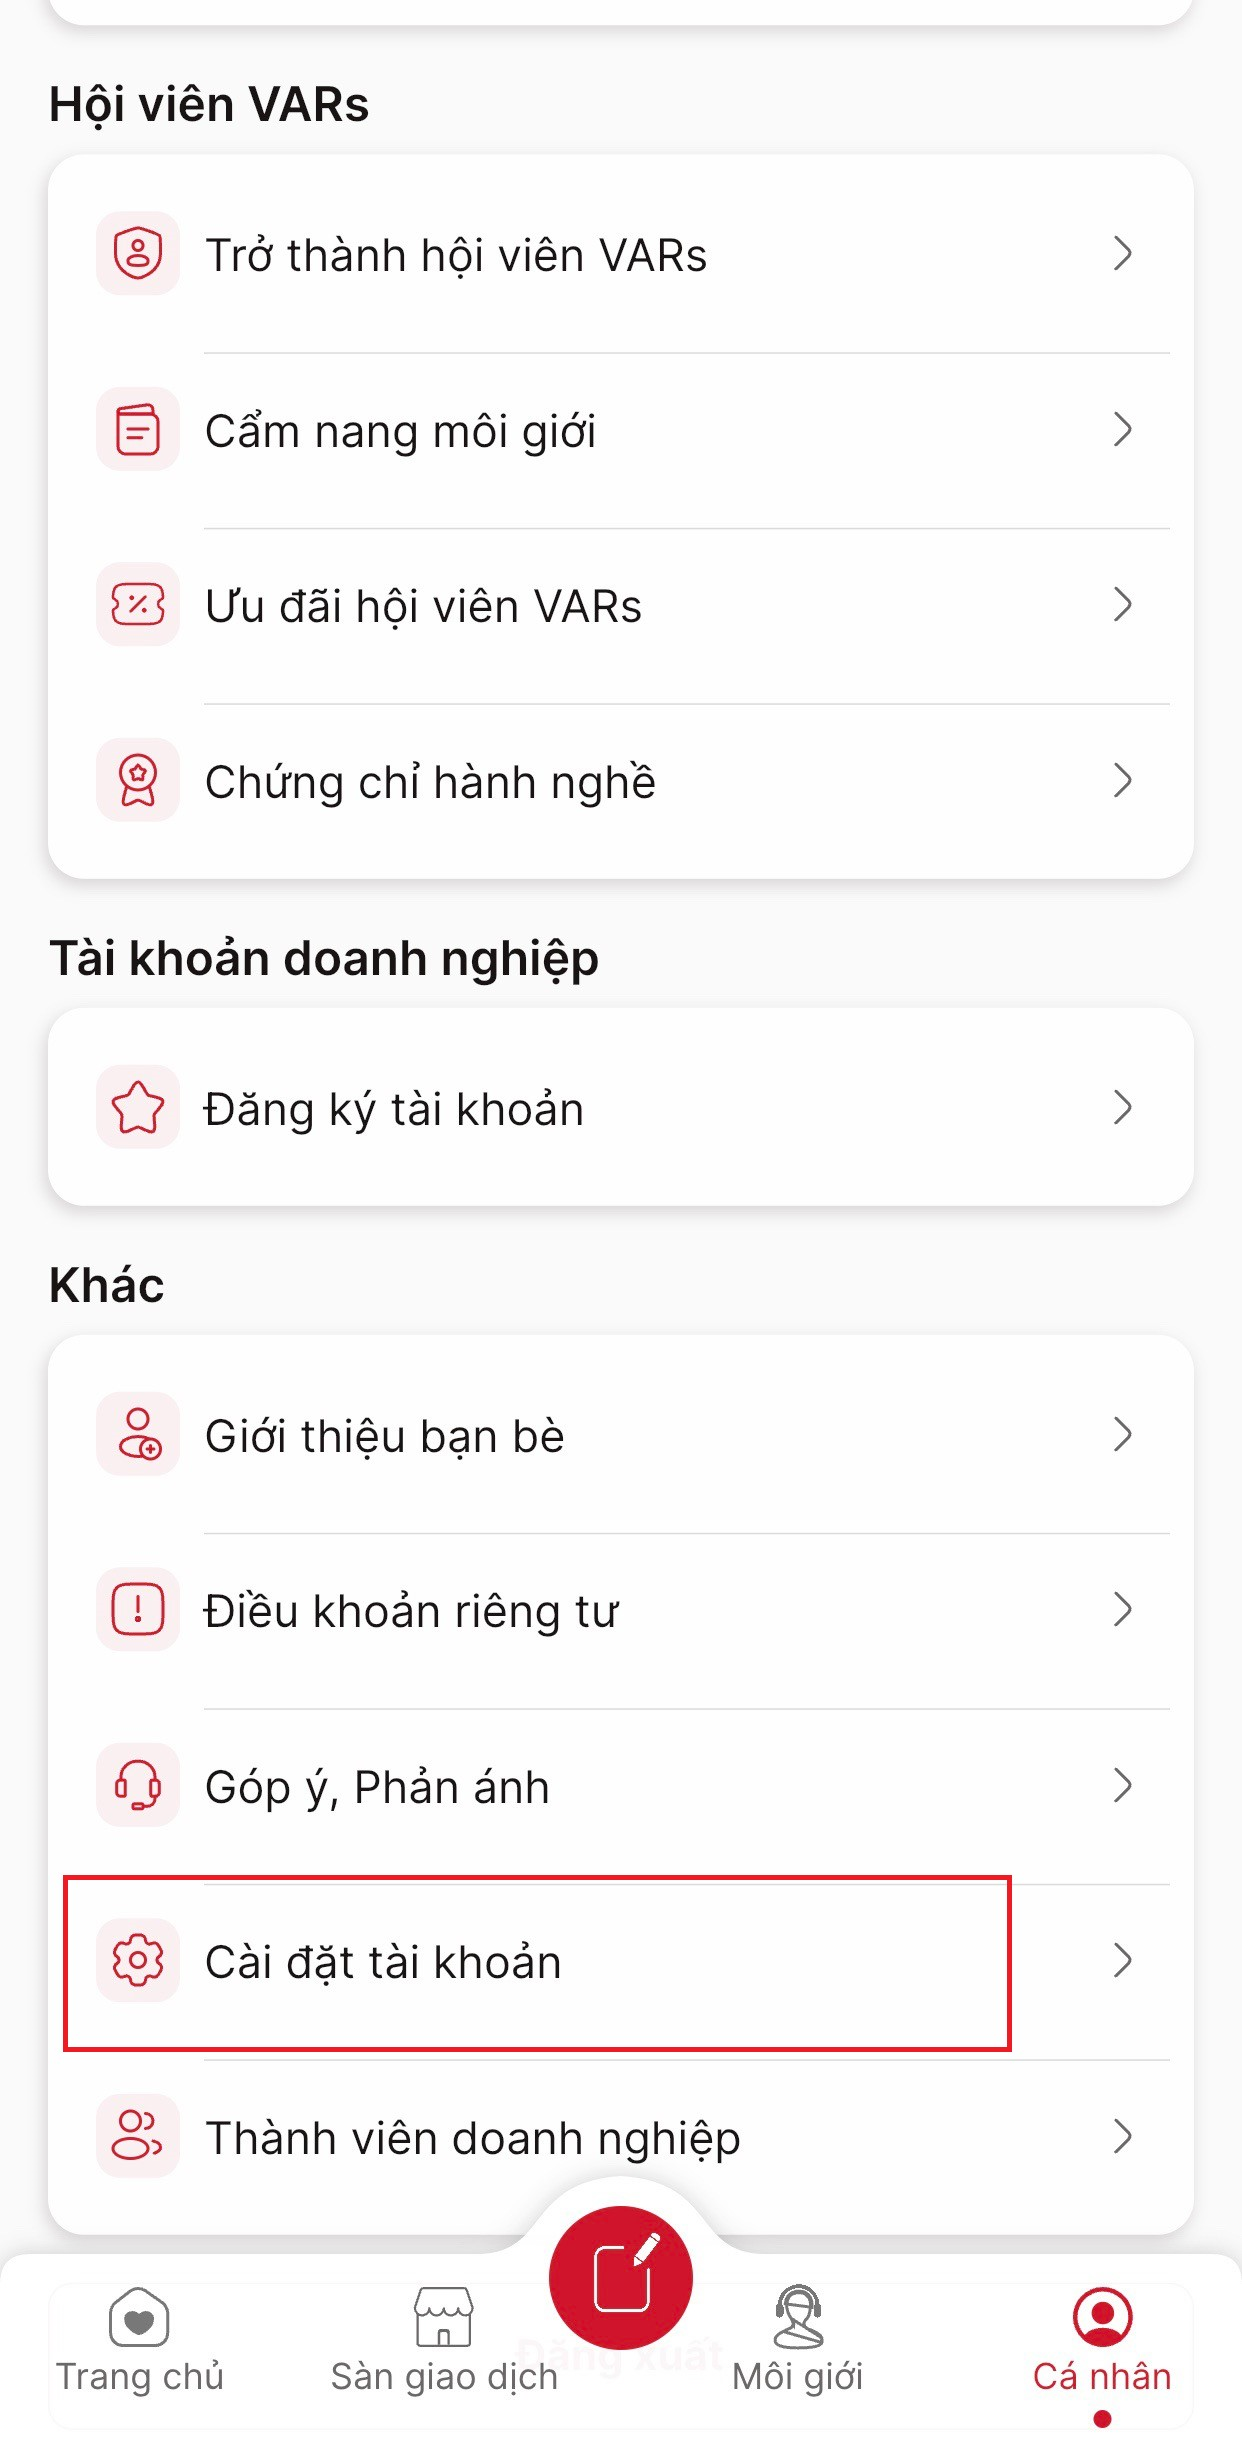 Hội viên VARs
Trở thành hội viên VARs
Cẩm nang môi giới
Ưu đãi hội viên VARs
Chứng chỉ hành nghề
Tài khoản doanh nghiệp
Đăng ký tài khoản
Khác
Giới thiệu bạn bè
Điều khoản riêng tư
Góp ý, Phản ánh
Cài đặt tài khoản
Thành viên doanh nghiệp
Đăng xuất
Trang chủ
Sàn giao dịch
Môi giới
Cá nhân